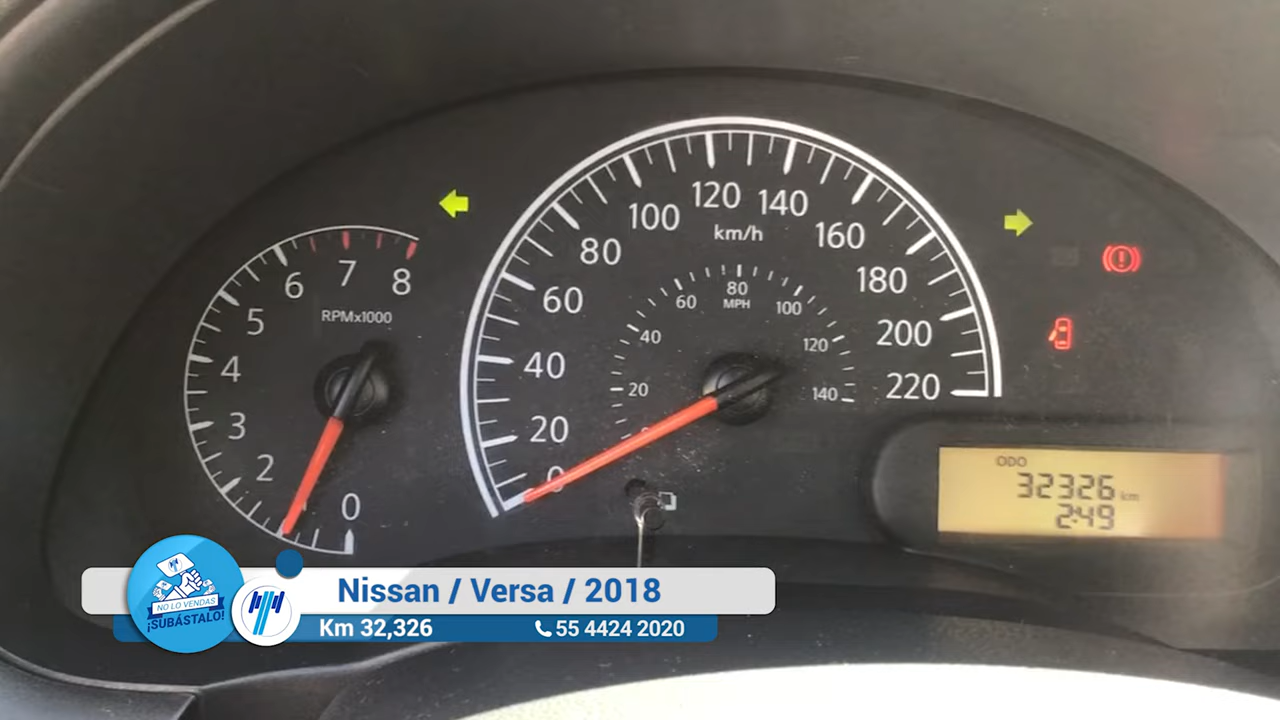 0
2
3
4
5
6
7
8
RPMx1000
0
20
40
60
80
100
120
140
160
180
200
220
km/h
20
40
60
80
MPH
100
120
140
ODO
32326 km
2:49
NO LO VENDAS
¡SUBÁSTALO!
Nissan / Versa / 2018
Km 32,326
55 4424 2020